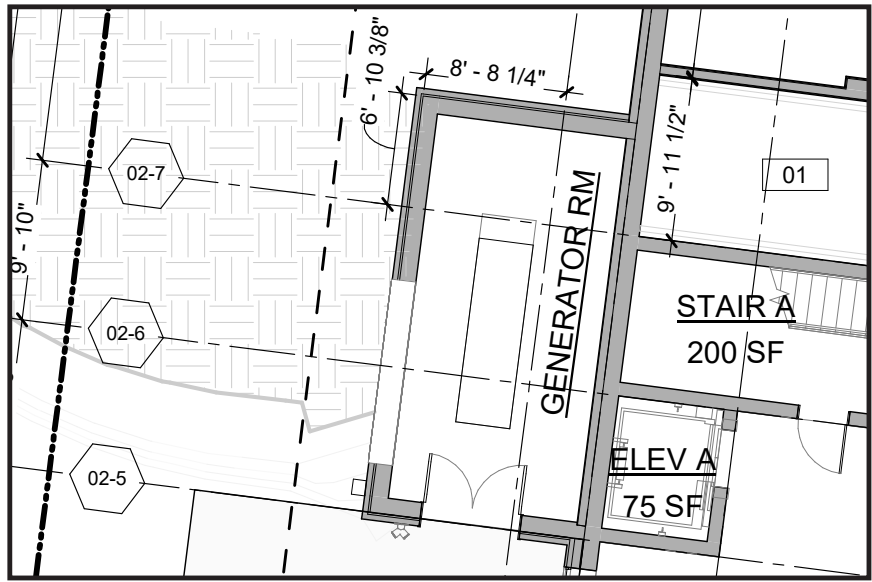 6' - 10 3/8"
8' - 8 1/4"
9' - 11 1/2"
02-7
01
9' - 10"
GENERATOR RM
02-6
STAIR A
200 SF
02-5
ELEV A
75 SF